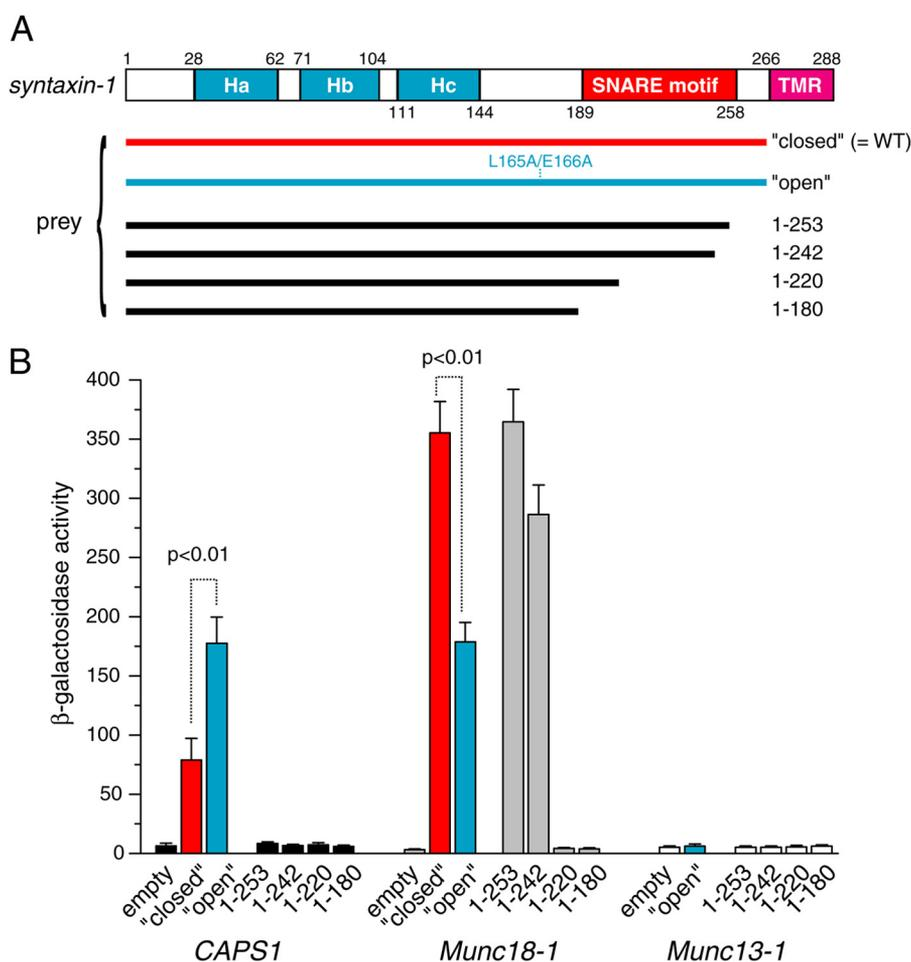 A
1 28 62 71 104 266 288
syntaxin-1 Ha Hb Hc SNARE motif TMR
111 144 189 258
"closed" (= WT)
L165A/E166A
"open"
prey
1-253
1-242
1-220
1-180
B
p<0.01
p<0.01
400
350
300
250
200
150
100
50
0
β-galactosidase activity
empty "closed" "open" 1-253 1-242 1-220 1-180 empty "closed" "open" 1-253 1-242 1-220 1-180 empty "open" 1-253 1-242 1-220 1-180
CAPS1 Munc18-1 Munc13-1